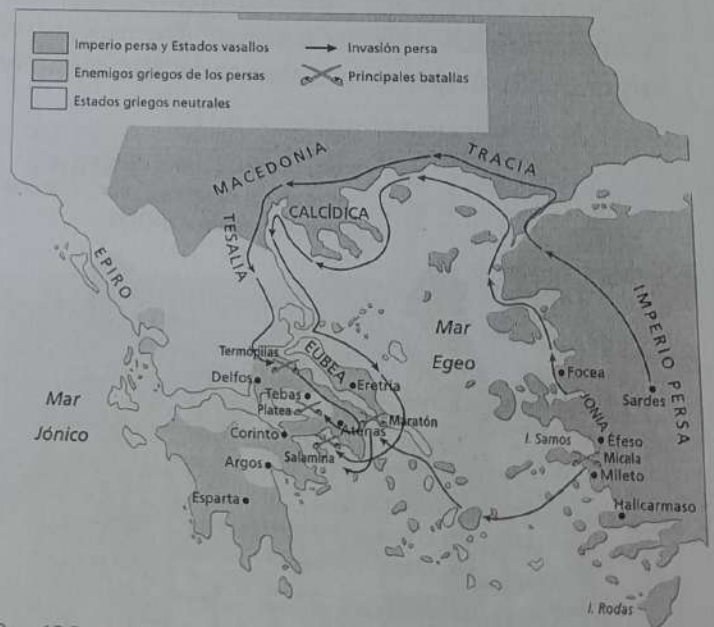 Imperio persa y Estados vasallos
Enemigos griegos de los persas
Estados griegos neutrales
Invasión persa
Principales batallas
MACEDONIA
TRACIA
CALCÍDICA
TESALIA
EPIRO
IMPERIO PERSA
Mar
Egeo
Termópilas
EUBEA
Delfos
Eretria
Tebas
Platea
Maratón
Atenas
Corinto
Salamina
Argos
Esparta
Mar
Jónico
Focea
JONIA
Sardes
I. Samos
Efeso
Micala
Mileto
Halicarmaso
I. Rodas